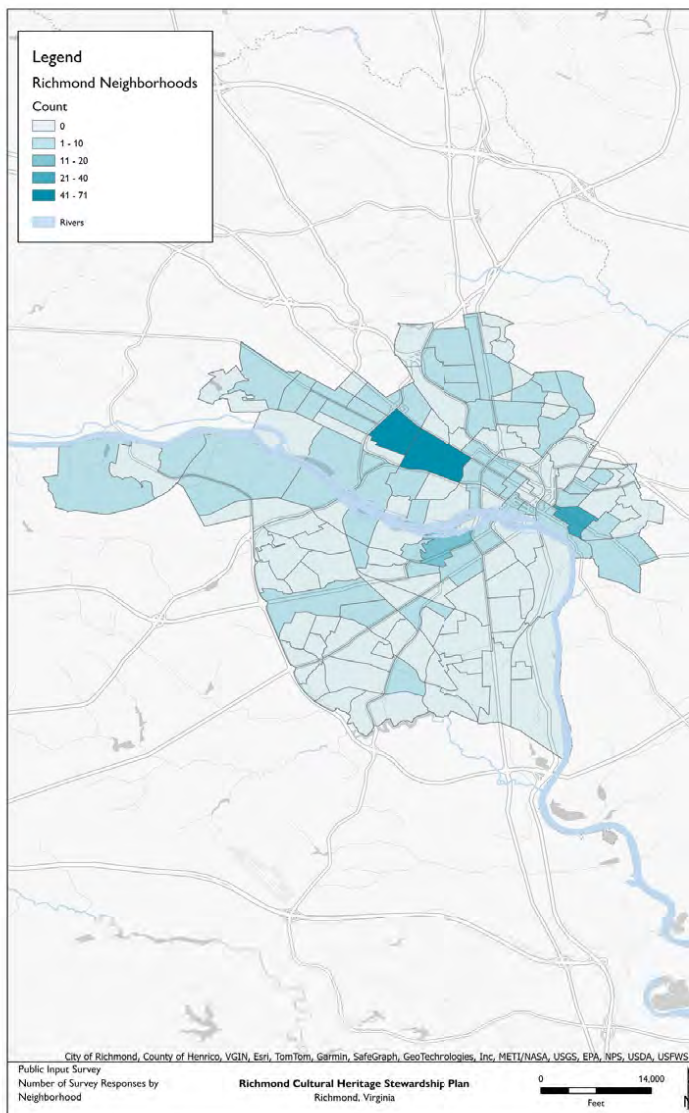 Legend
Richmond Neighborhoods
Count
0
1 - 10
11 - 20
21 - 40
41 - 71
Rivers
City of Richmond, County of Henrico, VGIN, Esri, TomTom, Garmin, SafeGraph, GeoTechnologies, Inc, METI/NASA, USGS, EPA, NPS, USDA, USFWS
Public Input Survey
Number of Survey Responses by
Neighborhood
Richmond Cultural Heritage Stewardship Plan
Richmond, Virginia
0 14,000
Feet
N